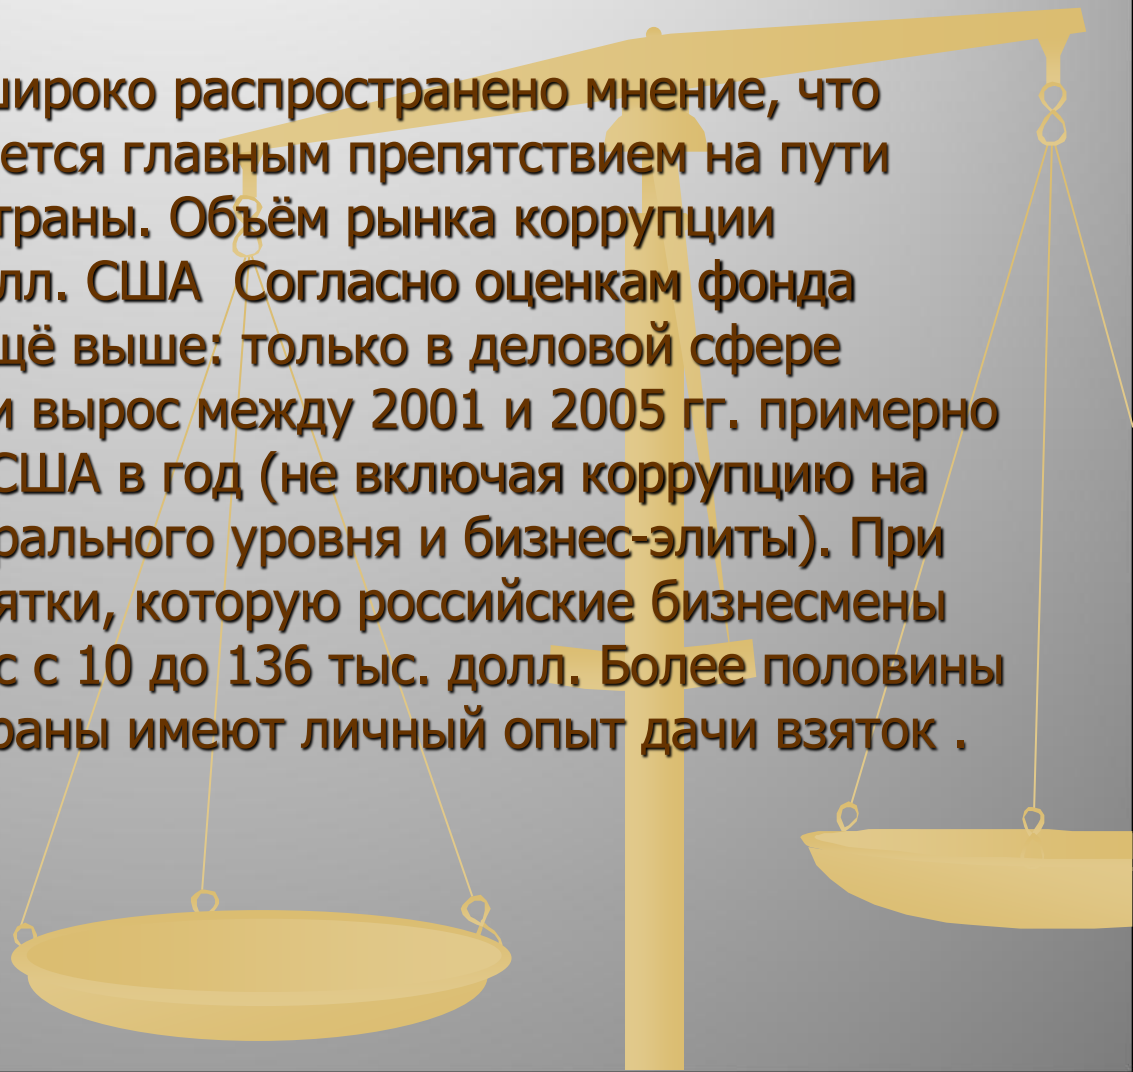 широко распространено мнение, что
ется главным препятствием на пути
траны. Объём рынка коррупции
лл. США Согласно оценкам фонда
щё выше: только в деловой сфере
и вырос между 2001 и 2005 гг. примерно
США в год (не включая коррупцию на
рального уровня и бизнес-элиты). При
ятки, которую российские бизнесмены
с с 10 до 136 тыс. долл. Более половины
раны имеют личный опыт дачи взяток .